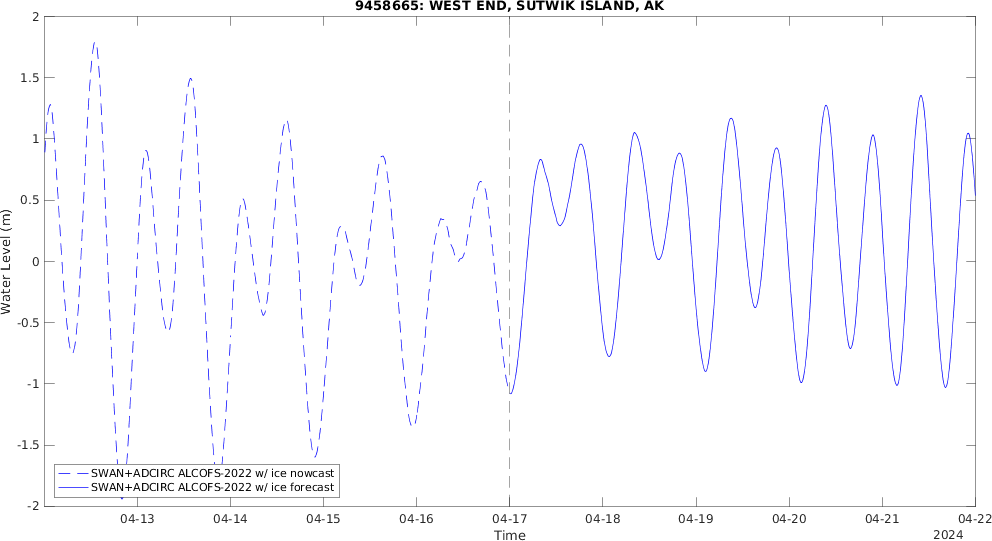 9458665: WEST END, SUTWIK ISLAND, AK
2
1.5
1
0.5
0
-0.5
-1
-1.5
-2
Water Level (m)
SWAN+ADCIRC ALCOFS-2022 w/ ice nowcast
SWAN+ADCIRC ALCOFS-2022 w/ ice forecast
04-13 04-14 04-15 04-16 04-17 04-18 04-19 04-20 04-21 04-22
Time
2024